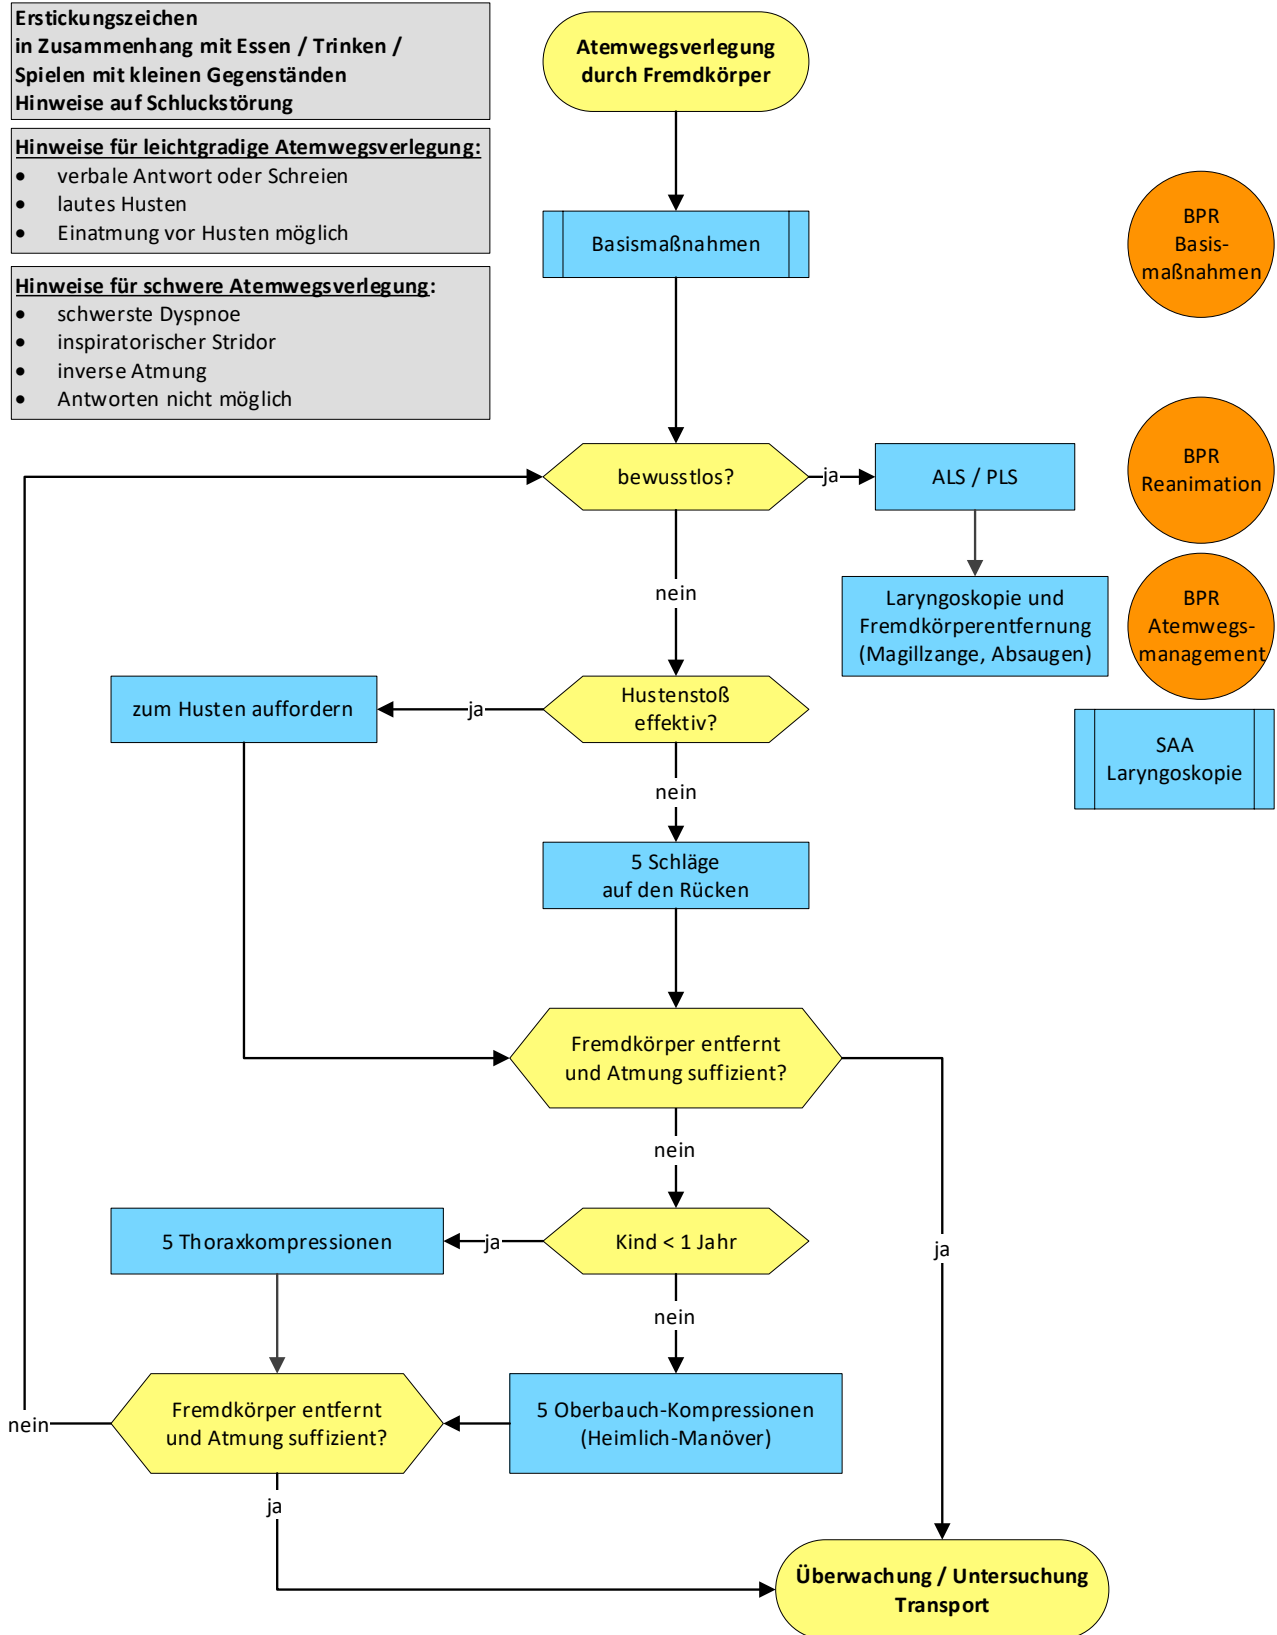 Erstickungszeichen
in Zusammenhang mit Essen / Trinken /
Spielen mit kleinen Gegenständen
Hinweise auf Schluckstörung
Hinweise für leichtgradige Atemwegsverlegung:
• verbale Antwort oder Schreien
• lautes Husten
• Einatmung vor Husten möglich
Hinweise für schwere Atemwegsverlegung:
• schwerste Dyspnoe
• inspiratorischer Stridor
• inverse Atmung
• Antworten nicht möglich
Atemwegsverlegung
durch Fremdkörper
Basismaßnahmen
BPR
Basis-
maßnahmen
bewusstlos?
ja
ALS / PLS
BPR
Reanimation
nein
Laryngoskopie und
Fremdkörperentfernung
(Magillzange, Absaugen)
BPR
Atemwegs-
management
Hustenstoß
effektiv?
ja
zum Husten auffordern
SAA
Laryngoskopie
nein
5 Schläge
auf den Rücken
Fremdkörper entfernt
und Atmung suffizient?
nein
ja
Kind < 1 Jahr
ja
5 Thoraxkompressionen
nein
5 Oberbauch-Kompressionen
(Heimlich-Manöver)
Fremdkörper entfernt
und Atmung suffizient?
nein
ja
Überwachung / Untersuchung
Transport